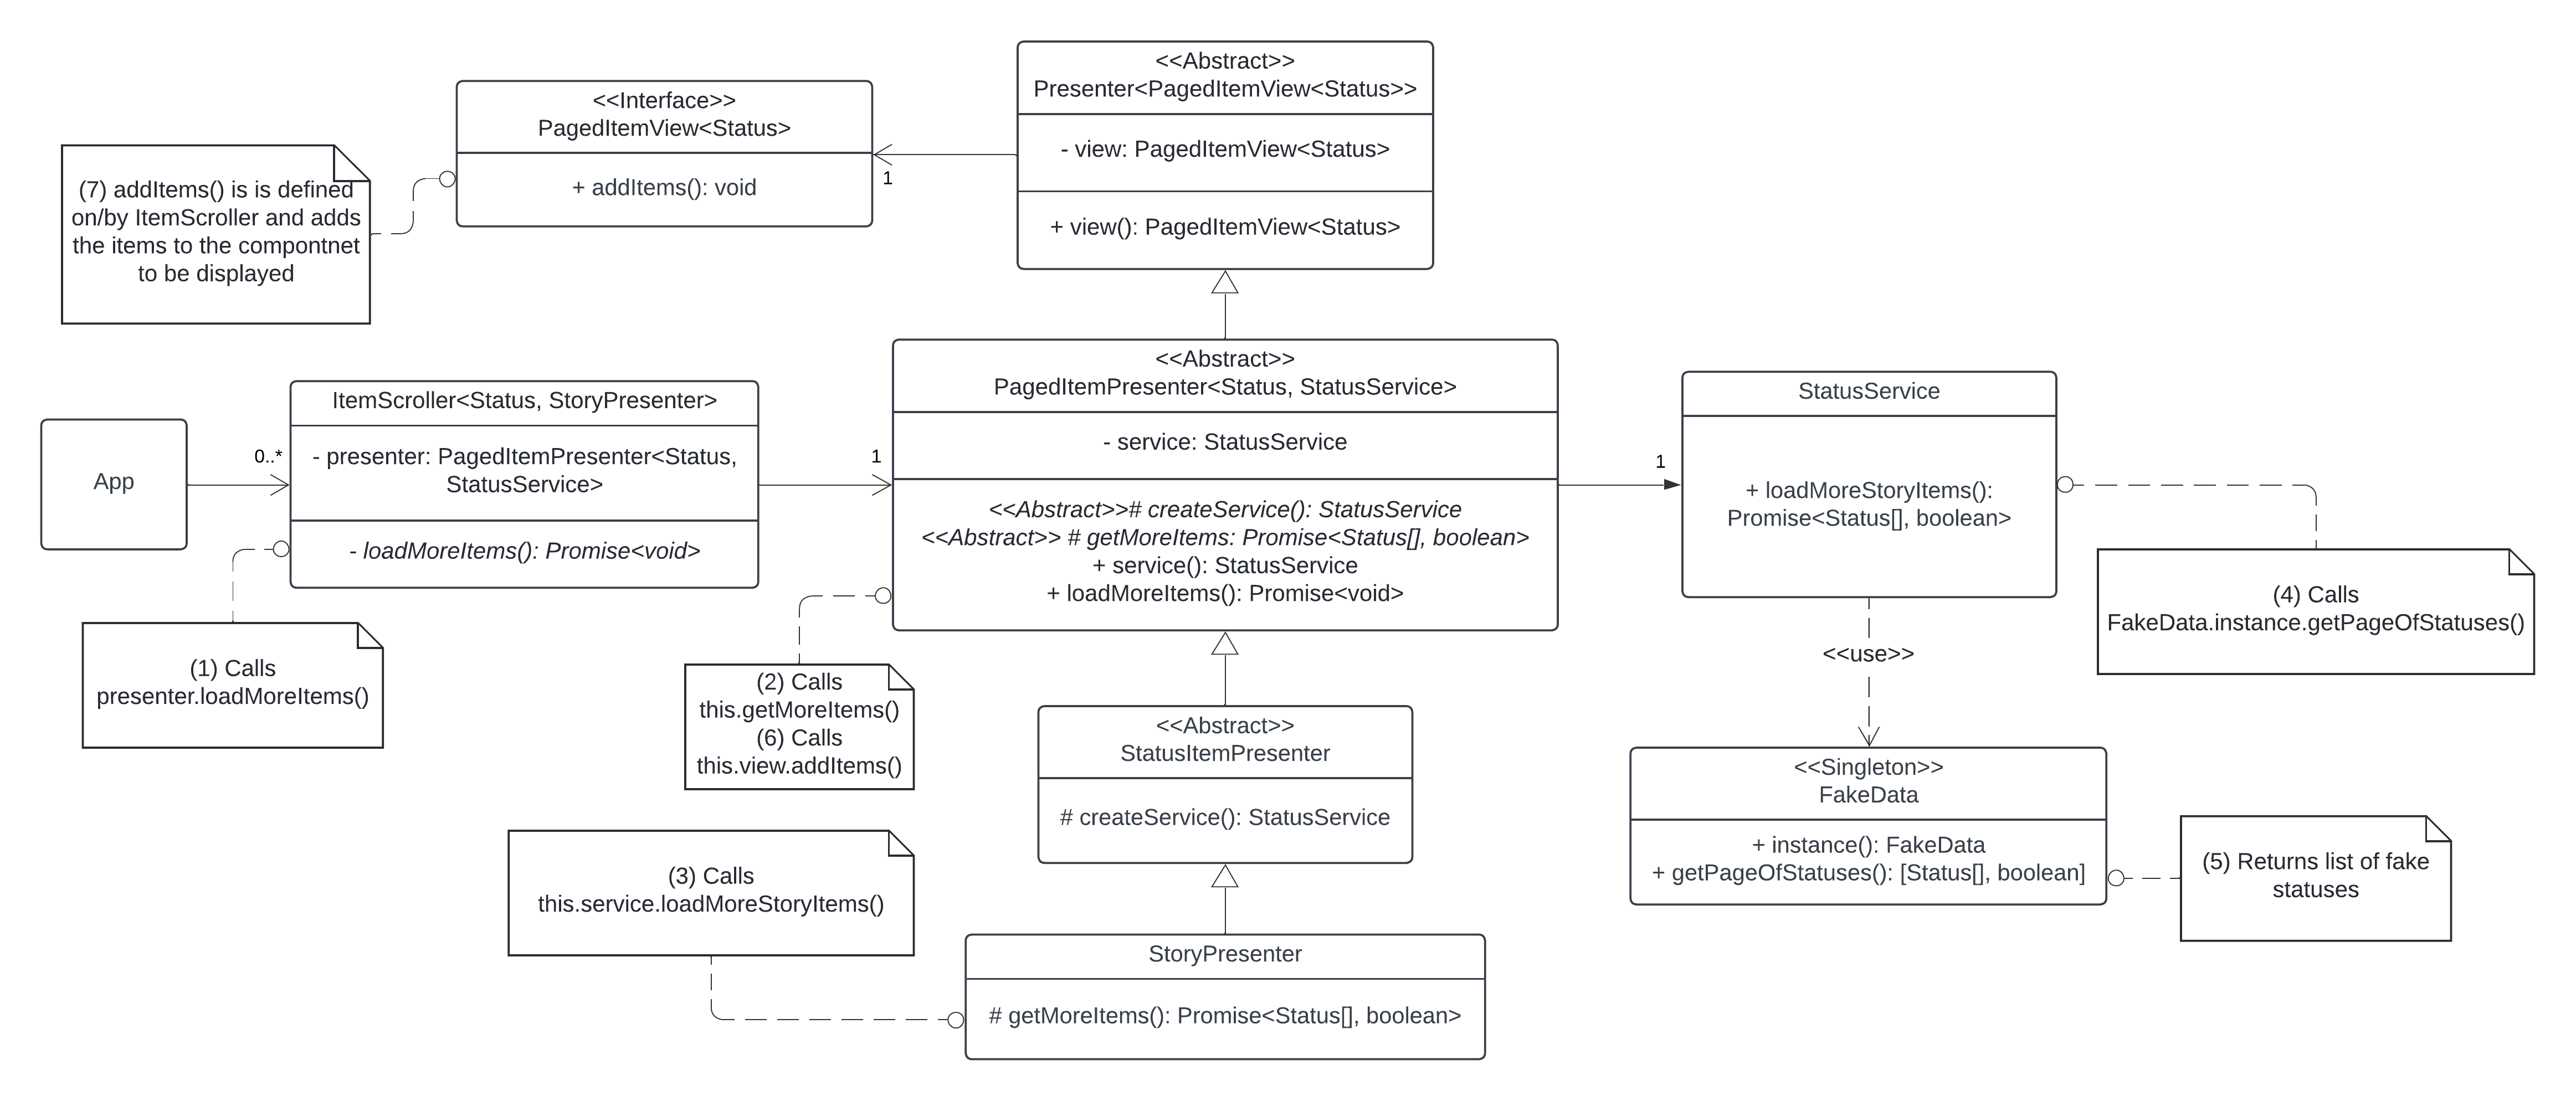 <<Abstract>>
Presenter<PagedItemView<Status>>
- view: PagedItemView<Status>
+ view(): PagedItemView<Status>
<<Interface>>
PagedItemView<Status>
+ addItems(): void
1
(7) addItems() is is defined
on/by ItemScroller and adds
the items to the compontnet
to be displayed
App
0..*
ItemScroller<Status, StoryPresenter>
- presenter: PagedItemPresenter<Status,
StatusService>
- loadMoreItems(): Promise<void>
1
<<Abstract>>
PagedItemPresenter<Status, StatusService>
- service: StatusService
<<Abstract>># createService(): StatusService
<<Abstract>> # getMoreItems: Promise<Status[], boolean>
+ service(): StatusService
+ loadMoreItems(): Promise<void>
1
StatusService
+ loadMoreStoryItems():
Promise<Status[], boolean>
(1) Calls
presenter.loadMoreItems()
(2) Calls
this.getMoreItems()
(6) Calls
this.view.addItems()
<<use>>
(4) Calls
FakeData.instance.getPageOfStatuses()
<<Abstract>>
StatusItemPresenter
# createService(): StatusService
<<Singleton>>
FakeData
+ instance(): FakeData
+ getPageOfStatuses(): [Status[], boolean]
(5) Returns list of fake
statuses
(3) Calls
this.service.loadMoreStoryItems()
StoryPresenter
# getMoreItems(): Promise<Status[], boolean>